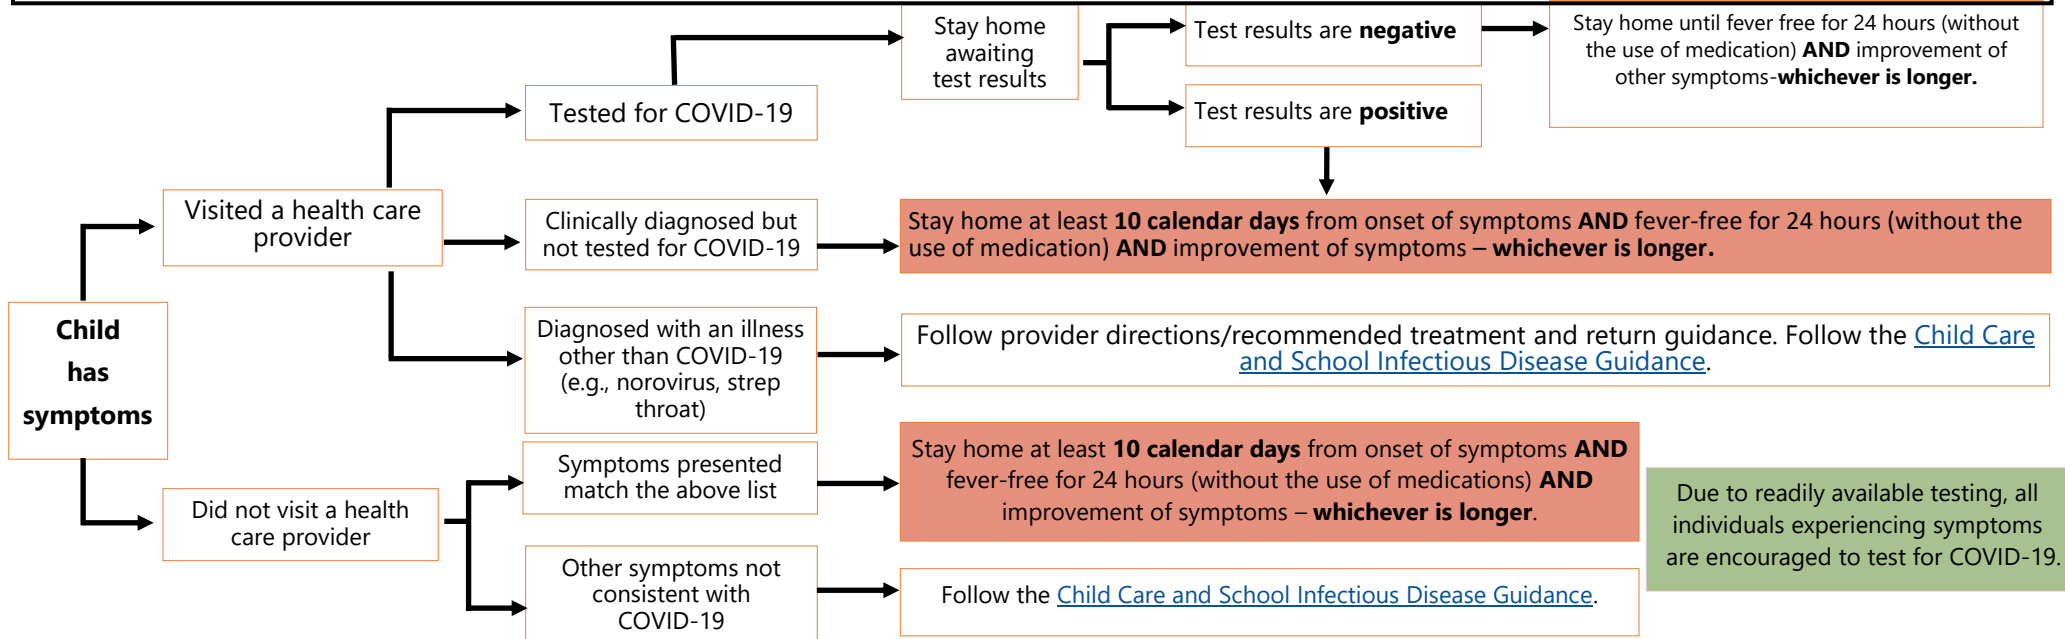 Stay home
awaiting
test results
Test results are negative
Stay home until fever free for 24 hours (without
the use of medication) AND improvement of
other symptoms-whichever is longer.
Tested for COVID-19
Test results are positive
Visited a health care
provider
Clinically diagnosed but
not tested for COVID-19
Stay home at least 10 calendar days from onset of symptoms AND fever-free for 24 hours (without the
use of medication) AND improvement of symptoms – whichever is longer.
Child
has
symptoms
Diagnosed with an illness
other than COVID-19
(e.g., norovirus, strep
throat)
Follow provider directions/recommended treatment and return guidance. Follow the Child Care
and School Infectious Disease Guidance.
Did not visit a health
care provider
Symptoms presented
match the above list
Stay home at least 10 calendar days from onset of symptoms AND
fever-free for 24 hours (without the use of medications) AND
improvement of symptoms – whichever is longer.
Due to readily available testing, all
individuals experiencing symptoms
are encouraged to test for COVID-19.
Other symptoms not
consistent with
COVID-19
Follow the Child Care and School Infectious Disease Guidance.